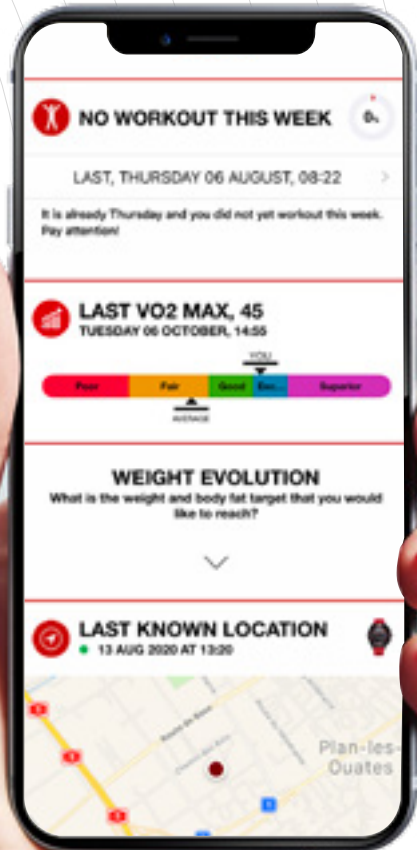 NO WORKOUT THIS WEEK
0%
LAST, THURSDAY 06 AUGUST, 08:22
It is already Thursday and you did not yet workout this week.
Pay attention!
LAST VO2 MAX, 45
TUESDAY 06 OCTOBER, 14:55
YOU
Poor Fair Good Exc... Superior
AVERAGE
WEIGHT EVOLUTION
What is the weight and body fat target that you would
like to reach?
LAST KNOWN LOCATION
13 AUG 2020 AT 13:20
Plan-les-
Ouates